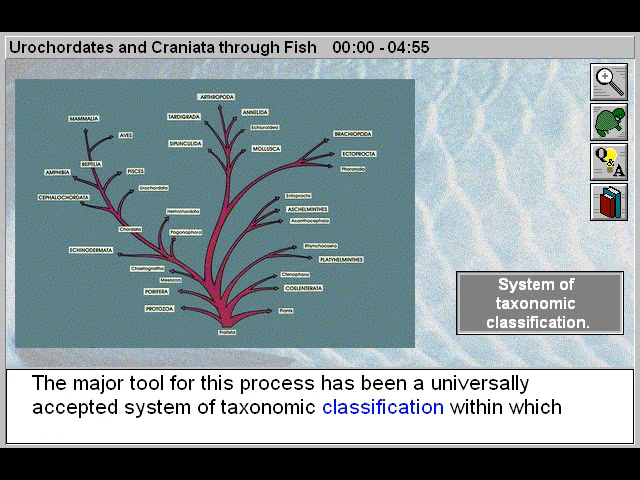 Urochordates and Craniata through Fish 00:00 - 04:55
ARTHROPODA
ANNELIDA
TARDIGRADA
MAMMALIA
Echiuroidea
AVES
BRACHIOPODA
SIPUNCULIDA
MOLLUSCA
ECTOPROCTA
REPTILIA
Phoronida
AMPHIBIA
PISCES
Urochordata
CEPHALOCHORDATA
Entoprocta
ASCHELMINTHES
Hemichordata
Acanthocephala
Chordata
Pogonophora
Rhynchocoela
ECHINODERMATA
PLATYHELMINTHES
Chaetognatha
Ctenophora
Mesozoa
COELENTERATA
PORIFERA
PROTOZOA
Plants
Protista
Q&A
System of
taxonomic
classification.
The major tool for this process has been a universally
accepted system of taxonomic classification within which